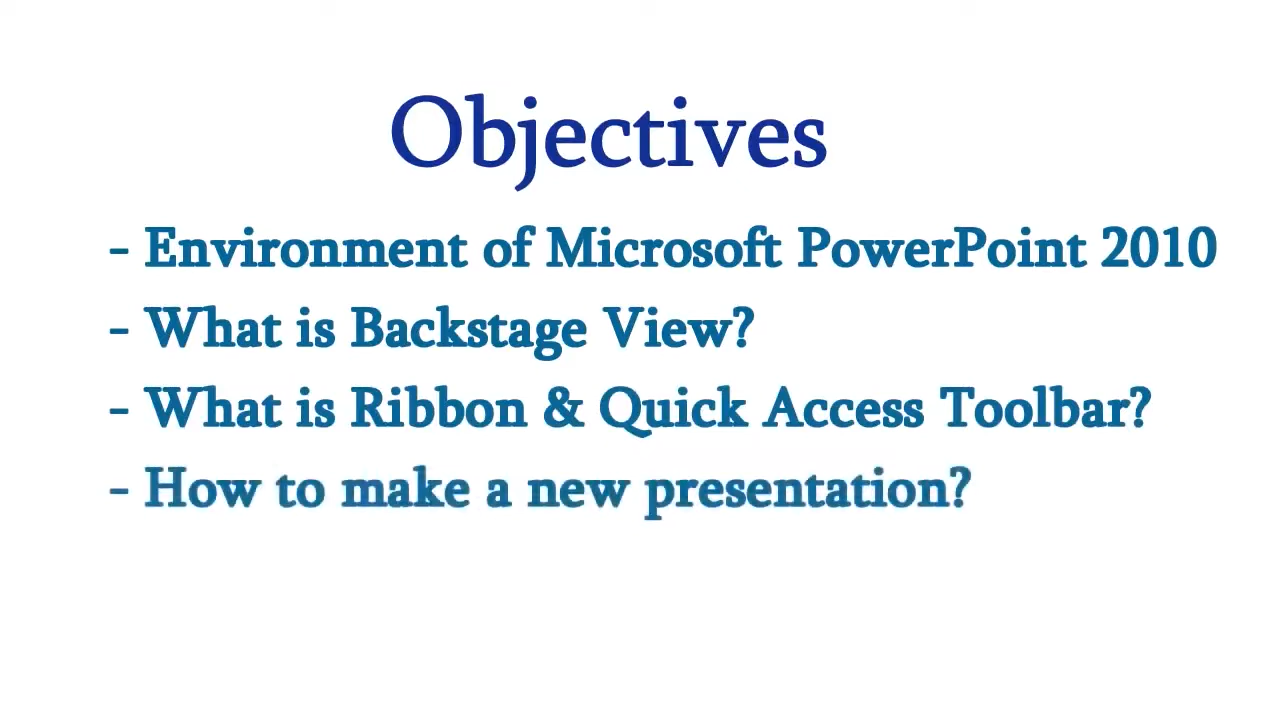 Objectives
- Environment of Microsoft PowerPoint 2010
- What is Backstage View?
- What is Ribbon & Quick Access Toolbar?
- How to make a new presentation?